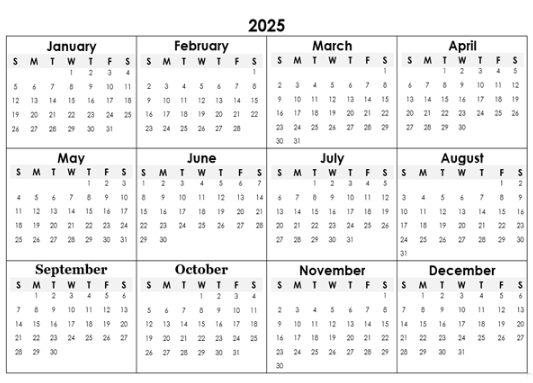 2025
January
S M T W T F S
1 2 3 4
5 6 7 8 9 10 11
12 13 14 15 16 17 18
19 20 21 22 23 24 25
26 27 28 29 30 31
February
S M T W T F S
1
2 3 4 5 6 7 8
9 10 11 12 13 14 15
16 17 18 19 20 21 22
23 24 25 26 27 28
March
S M T W T F S
1
2 3 4 5 6 7 8
9 10 11 12 13 14 15
16 17 18 19 20 21 22
23 24 25 26 27 28 29
30 31
April
S M T W T F S
1 2 3 4 5
6 7 8 9 10 11 12
13 14 15 16 17 18 19
20 21 22 23 24 25 26
27 28 29 30
May
S M T W T F S
1 2 3
4 5 6 7 8 9 10
11 12 13 14 15 16 17
18 19 20 21 22 23 24
25 26 27 28 29 30 31
June
S M T W T F S
1 2 3 4 5 6 7
8 9 10 11 12 13 14
15 16 17 18 19 20 21
22 23 24 25 26 27 28
29 30
July
S M T W T F S
1 2 3 4 5
6 7 8 9 10 11 12
13 14 15 16 17 18 19
20 21 22 23 24 25 26
27 28 29 30 31
August
S M T W T F S
1 2
3 4 5 6 7 8 9
10 11 12 13 14 15 16
17 18 19 20 21 22 23
24 25 26 27 28 29 30
31
September
S M T W T F S
1 2 3 4 5 6
7 8 9 10 11 12 13
14 15 16 17 18 19 20
21 22 23 24 25 26 27
28 29 30
October
S M T W T F S
1 2 3 4
5 6 7 8 9 10 11
12 13 14 15 16 17 18
19 20 21 22 23 24 25
26 27 28 29 30 31
November
S M T W T F S
1
2 3 4 5 6 7 8
9 10 11 12 13 14 15
16 17 18 19 20 21 22
23 24 25 26 27 28 29
30
December
S M T W T F S
1 2 3 4 5 6
7 8 9 10 11 12 13
14 15 16 17 18 19 20
21 22 23 24 25 26 27
28 29 30 31